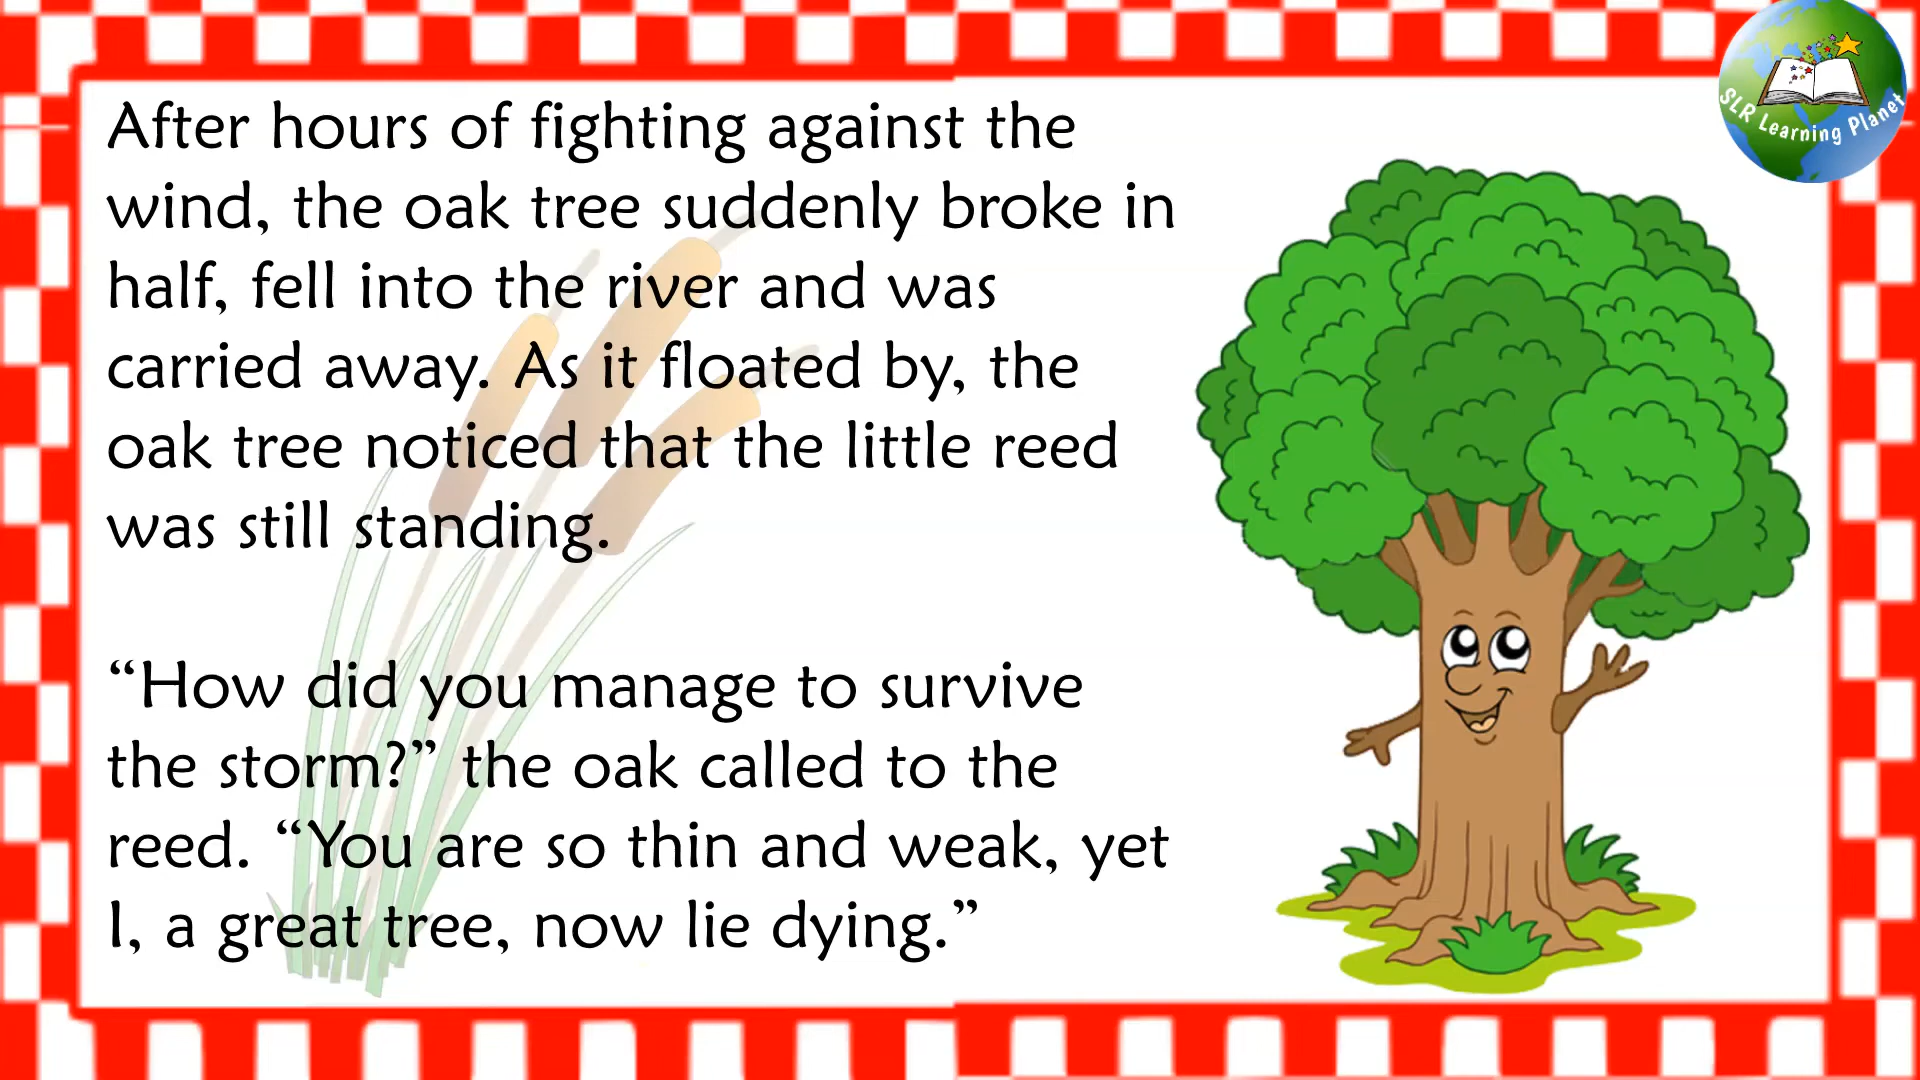 After hours of fighting against the
wind, the oak tree suddenly broke in
half, fell into the river and was
carried away. As it floated by, the
oak tree noticed that the little reed
was still standing.
“How did you manage to survive
the storm?” the oak called to the
reed. “You are so thin and weak, yet
I, a great tree, now lie dying.”
SLR Learning Planet